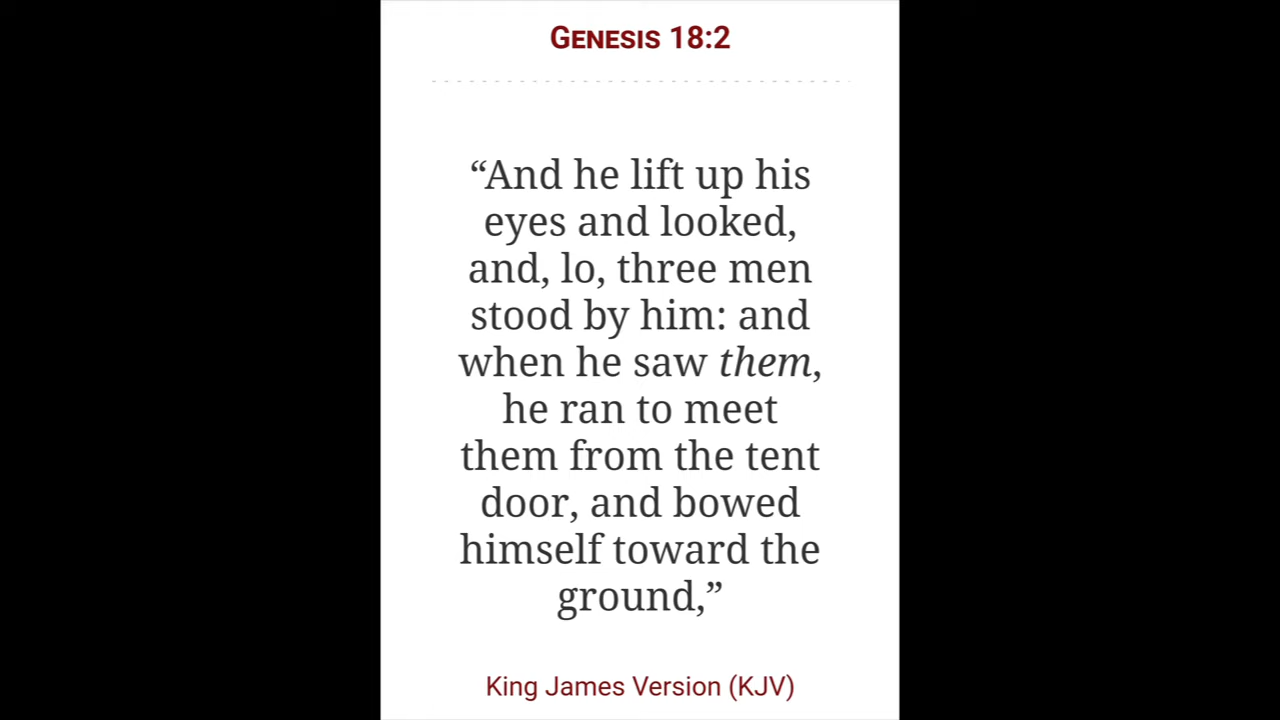 Genesis 18:2
“And he lift up his
eyes and looked,
and, lo, three men
stood by him: and
when he saw them,
he ran to meet
them from the tent
door, and bowed
himself toward the
ground,”
King James Version (KJV)